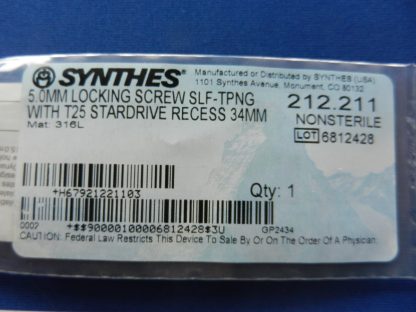 SYNTHES® Manufactured or Distributed by SYNTHES (USA)
1101 Synthes Avenue, Monument, CO 80132
5.0MM LOCKING SCREW SLF-TPNG
WITH T25 STARDRIVE RECESS 34MM
Mat: 316L
212.211
NONSTERILE
LOT 6812428
+H67921221103
Qty: 1
0007
+$$90000100006812428$3U
GP2434
CAUTION: Federal Law Restricts This Device To Sale By Or On The Order Of A Physician.